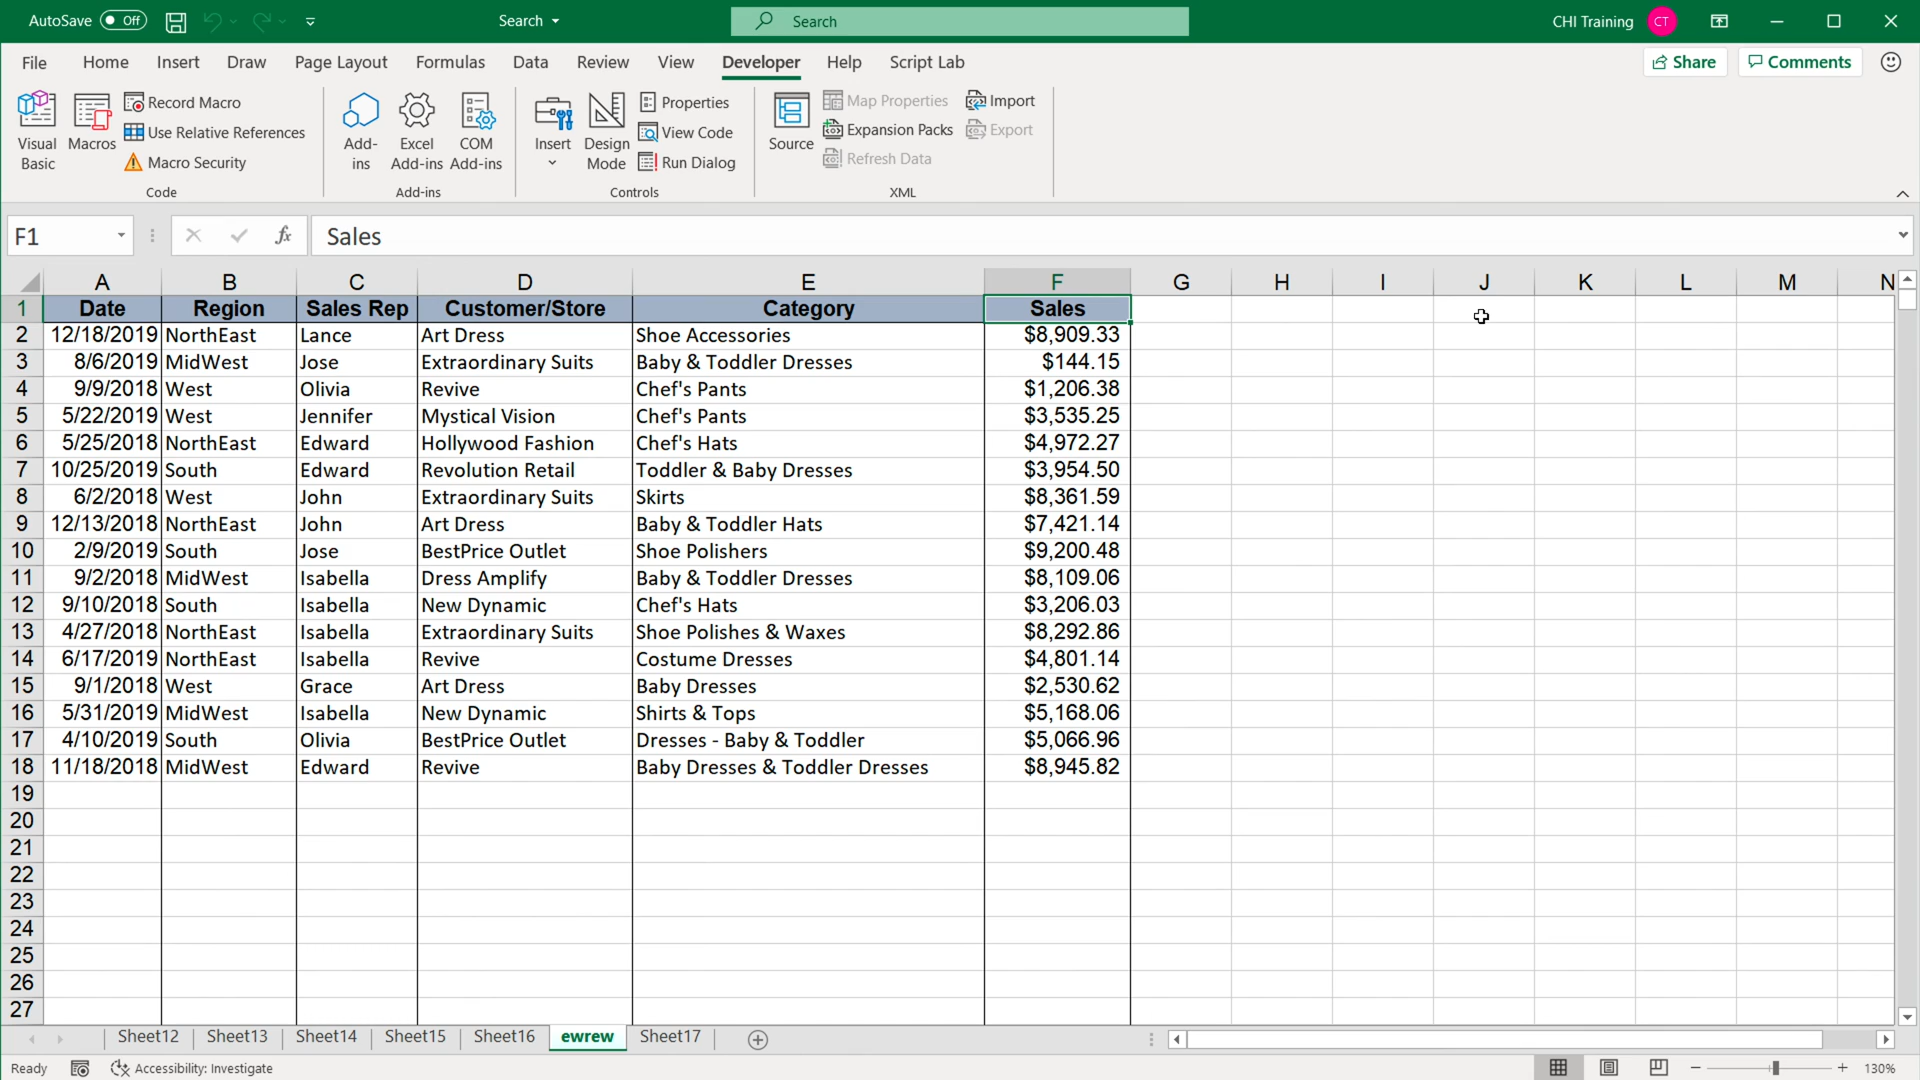 AutoSave Off Search Search CHI Training CT
File Home Insert Draw Page Layout Formulas Data Review View Developer Help Script Lab Share Comments
Visual Basic
Macros
Record Macro
Use Relative References
Macro Security
Code
Add-ins
Excel Add-ins
COM Add-ins
Add-ins
Insert
Design Mode
Properties
View Code
Run Dialog
Controls
Source
Map Properties
Expansion Packs
Refresh Data
Import
Export
XML
F1 fx Sales
A B C D E F G H I J K L M N
1 Date Region Sales Rep Customer/Store Category Sales
2 12/18/2019 NorthEast Lance Art Dress Shoe Accessories $8,909.33
3 8/6/2019 MidWest Jose Extraordinary Suits Baby & Toddler Dresses $144.15
4 9/9/2018 West Olivia Revive Chef's Pants $1,206.38
5 5/22/2019 West Jennifer Mystical Vision Chef's Pants $3,535.25
6 5/25/2018 NorthEast Edward Hollywood Fashion Chef's Hats $4,972.27
7 10/25/2019 South Edward Revolution Retail Toddler & Baby Dresses $3,954.50
8 6/2/2018 West John Extraordinary Suits Skirts $8,361.59
9 12/13/2018 NorthEast John Art Dress Baby & Toddler Hats $7,421.14
10 2/9/2019 South Jose BestPrice Outlet Shoe Polishers $9,200.48
11 9/2/2018 MidWest Isabella Dress Amplify Baby & Toddler Dresses $8,109.06
12 9/10/2018 South Isabella New Dynamic Chef's Hats $3,206.03
13 4/27/2018 NorthEast Isabella Extraordinary Suits Shoe Polishes & Waxes $8,292.86
14 6/17/2019 NorthEast Isabella Revive Costume Dresses $4,801.14
15 9/1/2018 West Grace Art Dress Baby Dresses $2,530.62
16 5/31/2019 MidWest Isabella New Dynamic Shirts & Tops $5,168.06
17 4/10/2019 South Olivia BestPrice Outlet Dresses - Baby & Toddler $5,066.96
18 11/18/2018 MidWest Edward Revive Baby Dresses & Toddler Dresses $8,945.82
19
20
21
22
23
24
25
26
27
Sheet12 Sheet13 Sheet14 Sheet15 Sheet16 ewrew Sheet17
Ready Accessibility: Investigate 130%